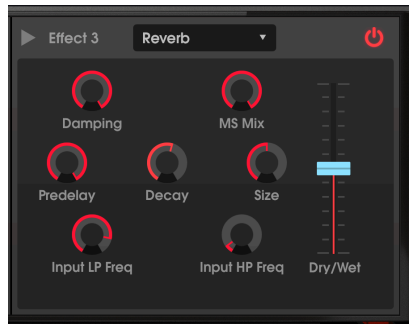 Effect 3 Reverb
Damping MS Mix
Predelay Decay Size
Input LP Freq Input HP Freq Dry/Wet